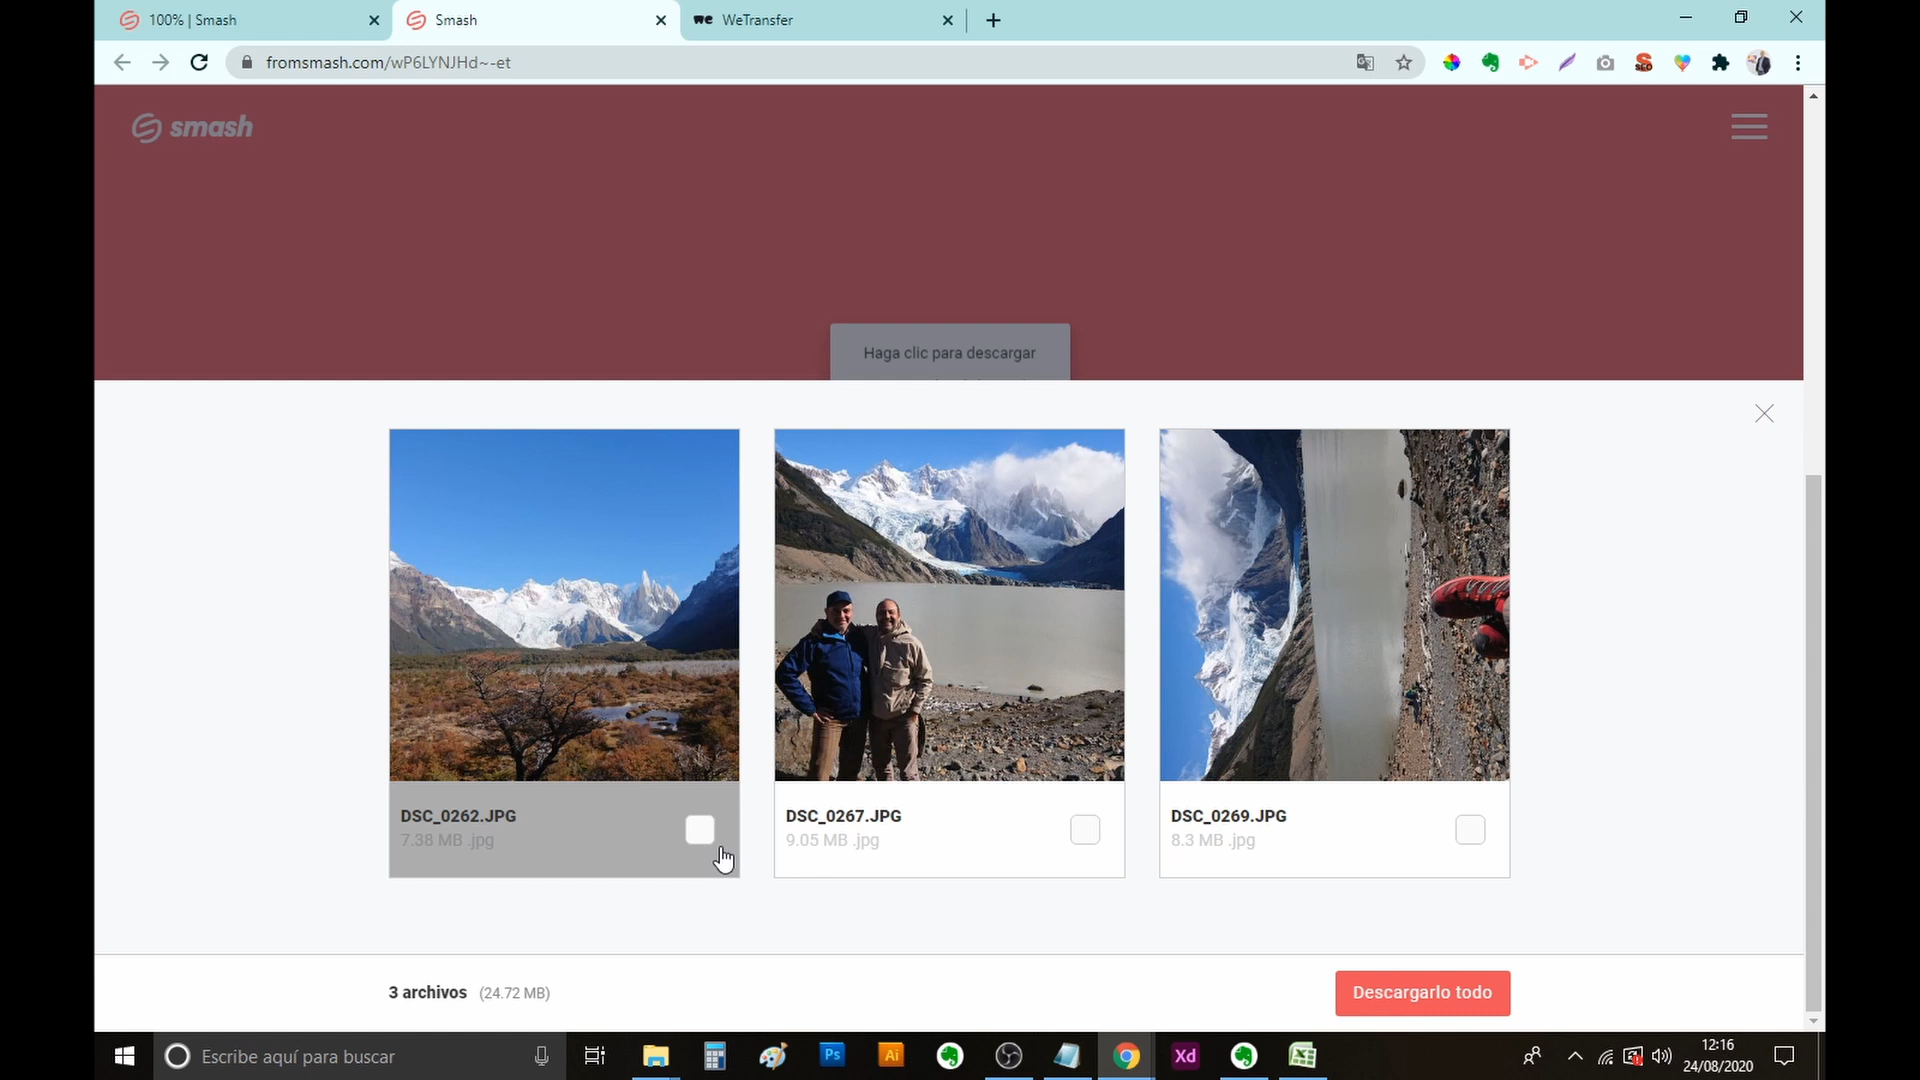 100% | Smash
Smash
WeTransfer
fromsmash.com/wP6LYNJHd~-et
SEO
smash
Haga clic para descargar
DSC_0262.JPG
7.38 MB .jpg
DSC_0267.JPG
9.05 MB .jpg
DSC_0269.JPG
8.3 MB .jpg
3 archivos (24.72 MB)
Descargarlo todo
Escribe aquí para buscar
Ps
Ai
Xd
12:16
24/08/2020